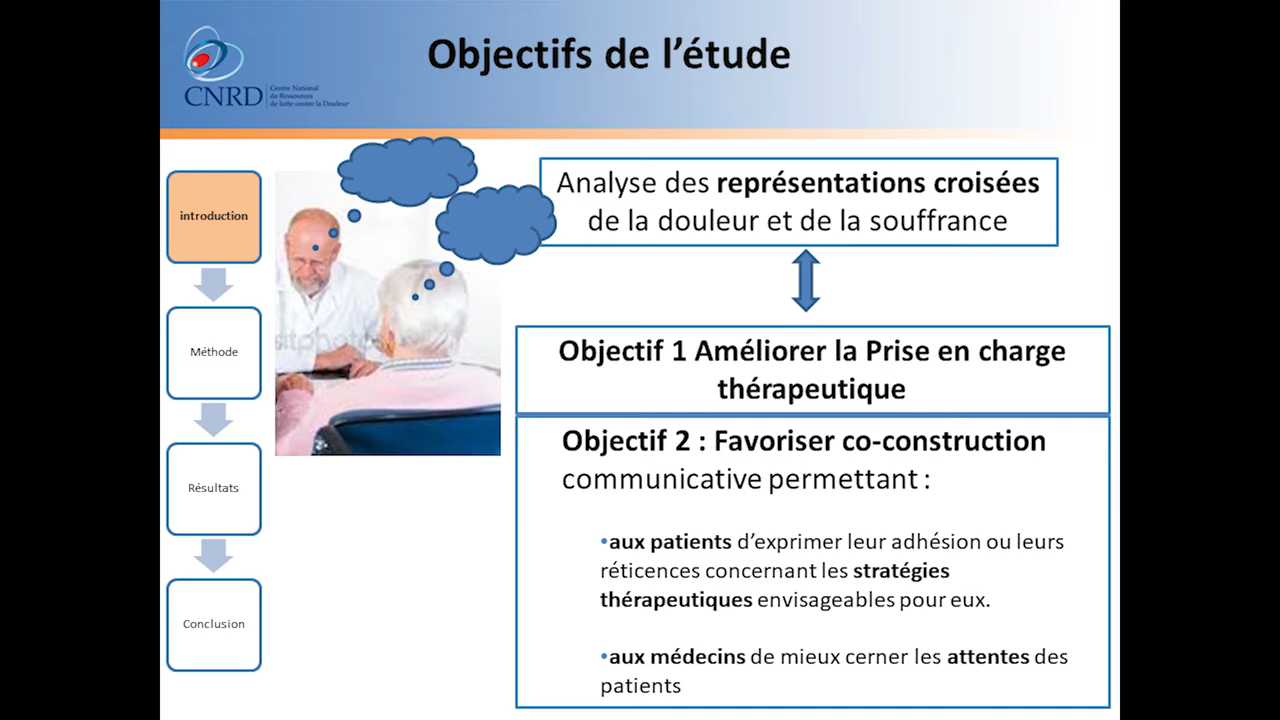 Objectifs de l’étude
CNRD
Centre National
de Ressources
de lutte contre la Douleur
introduction
Méthode
Résultats
Conclusion
Analyse des représentations croisées
de la douleur et de la souffrance
Objectif 1 Améliorer la Prise en charge
thérapeutique
Objectif 2 : Favoriser co-construction
communicative permettant :
•aux patients d’exprimer leur adhésion ou leurs
réticences concernant les stratégies
thérapeutiques envisageables pour eux.
•aux médecins de mieux cerner les attentes des
patients